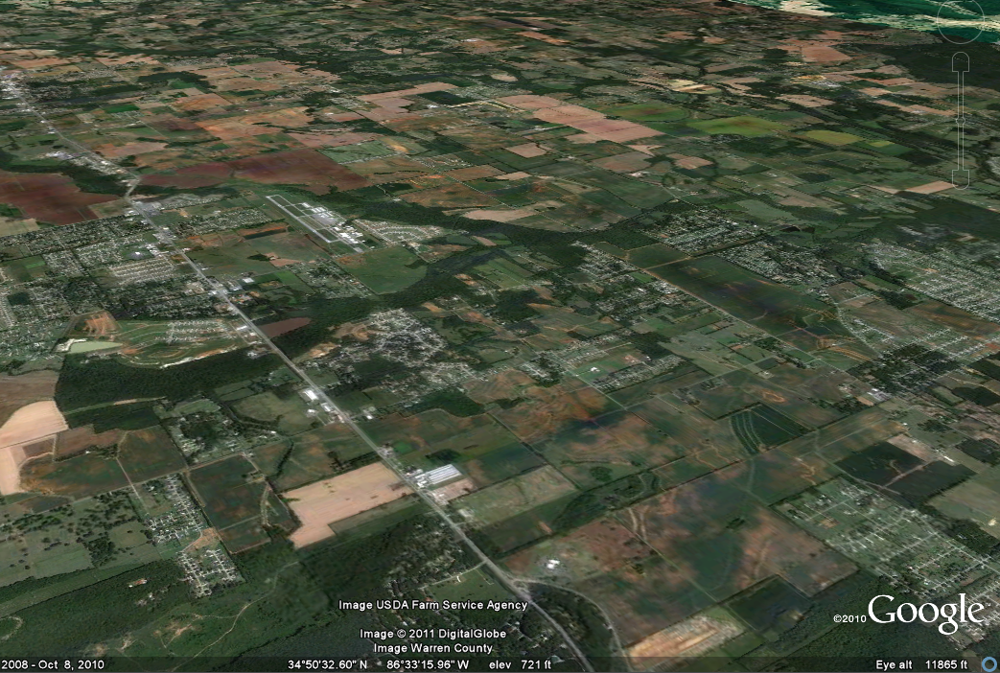 Image USDA Farm Service Agency
Image © 2011 DigitalGlobe
Image Warren County
©2010 Google™
2008 - Oct 8, 2010 34°50'32.60" N 86°33'15.96" W elev 721 ft Eye alt 11865 ft